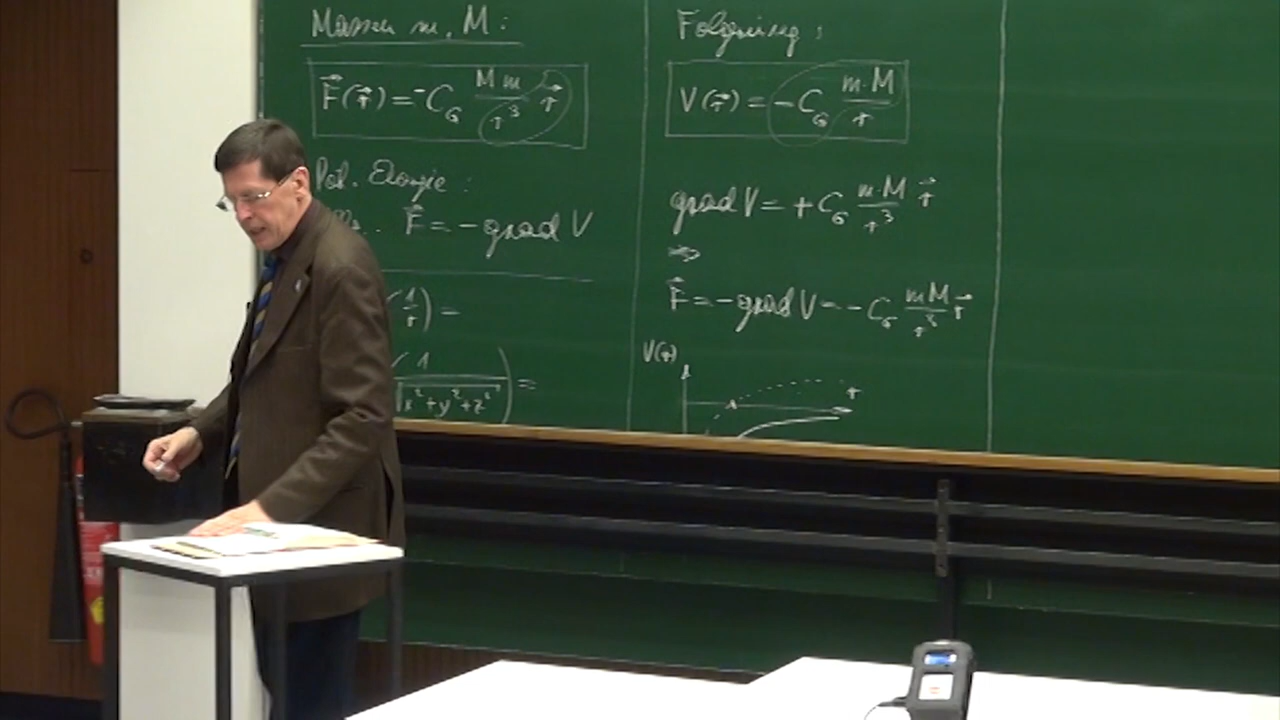 Massen m, M:
F⃗(r⃗) = -C_G (M m / r³) r⃗
Pot. Energie:
F⃗ = -grad V
(1/r) =
(1/√(x²+y²+z²)) =
Folgerung:
V(r⃗) = -C_G (m·M / r)
grad V = +C_G (m·M / r³) r⃗
⇒
F⃗ = -grad V = -C_G (mM / r³) r⃗
V(r)
r